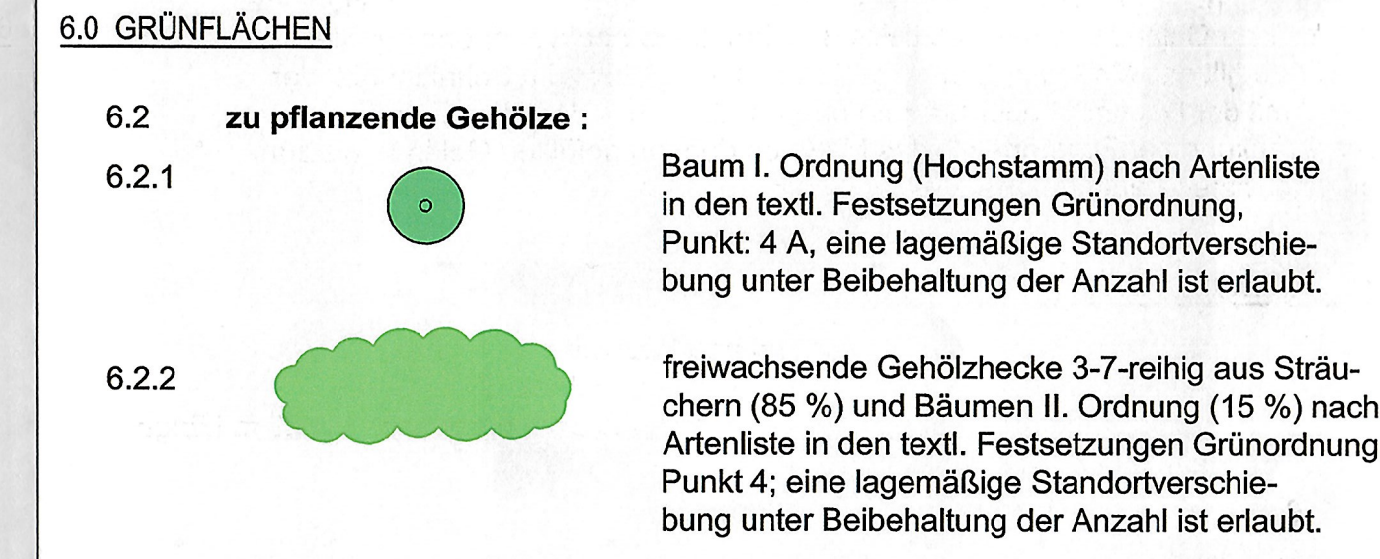 6.0 GRÜNFLÄCHEN
6.2 zu pflanzende Gehölze :
6.2.1
Baum I. Ordnung (Hochstamm) nach Artenliste
in den textl. Festsetzungen Grünordnung,
Punkt: 4 A, eine lagemäßige Standortverschie-
bung unter Beibehaltung der Anzahl ist erlaubt.
6.2.2
freiwachsende Gehölzhecke 3-7-reihig aus Sträu-
chern (85 %) und Bäumen II. Ordnung (15 %) nach
Artenliste in den textl. Festsetzungen Grünordnung
Punkt 4; eine lagemäßige Standortverschie-
bung unter Beibehaltung der Anzahl ist erlaubt.